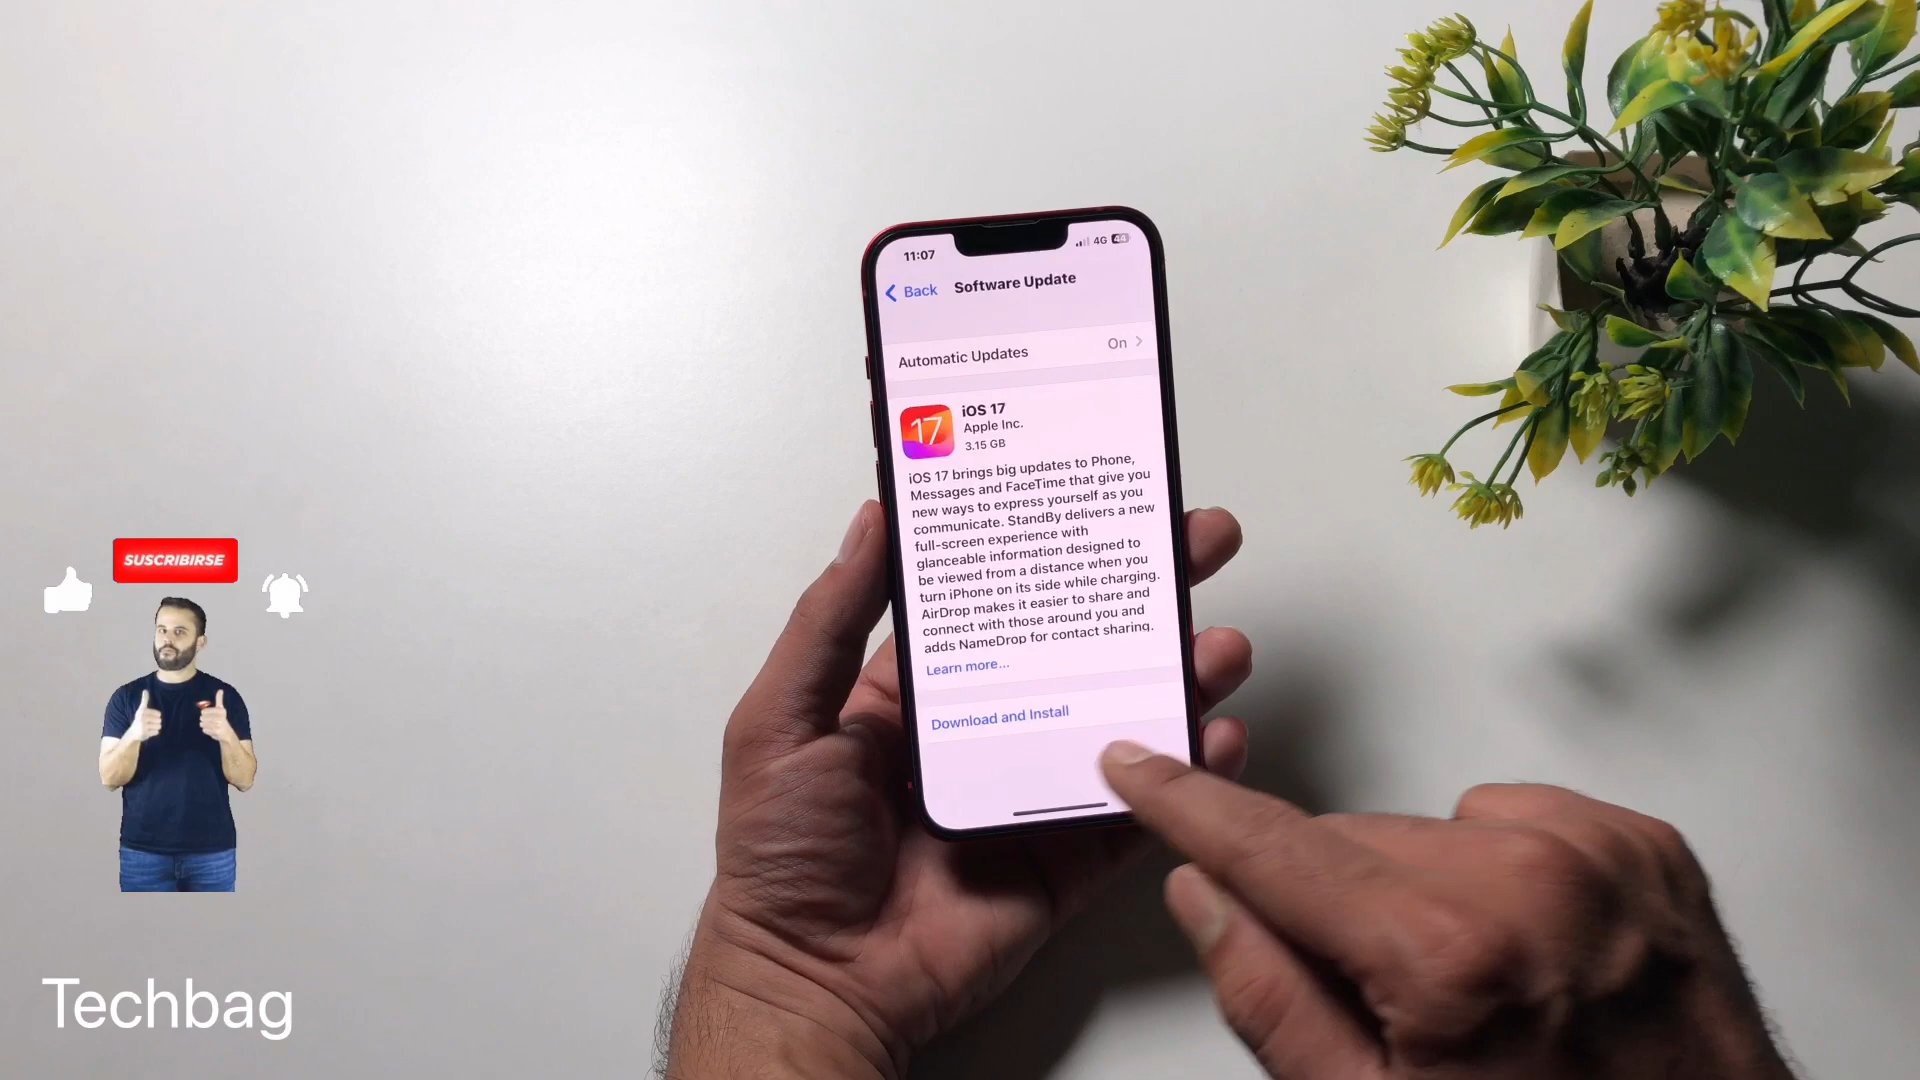 11:07
4G 44
Back
Software Update
Automatic Updates
On
17
iOS 17
Apple Inc.
3.15 GB
iOS 17 brings big updates to Phone,
Messages and FaceTime that give you
new ways to express yourself as you
communicate. StandBy delivers a new
full-screen experience with
glanceable information designed to
be viewed from a distance when you
turn iPhone on its side while charging.
AirDrop makes it easier to share and
connect with those around you and
adds NameDrop for contact sharing.
Learn more...
Download and Install
SUSCRIBIRSE
Techbag